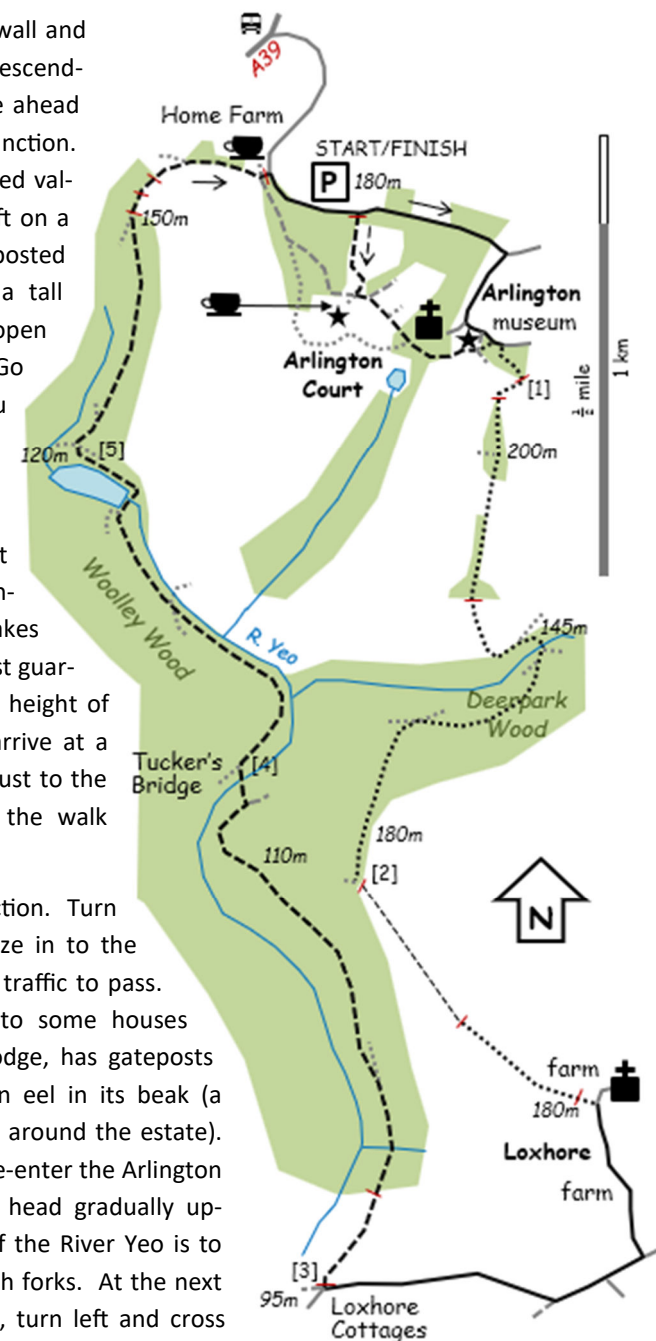 wall and
escend-
e ahead
nction.
ed val-
ft on a
posted
a tall
open
Go
u
t
n-
akes
st guar-
height of
arrive at a
ust to the
the walk
ction. Turn
ze in to the
traffic to pass.
to some houses
odge, has gateposts
n eel in its beak (a
around the estate).
e-enter the Arlington
head gradually up-
f the River Yeo is to
h forks. At the next
, turn left and cross
A39
Home Farm
START/FINISH
P 180m
150m
Arlington
museum
Arlington
Court
[1]
½ mile
1 km
200m
120m
[5]
Woolley Wood
R. Yeo
145m
Deerpark
Wood
Tucker's
Bridge
[4]
110m
180m
[2]
N
farm
180m
Loxhore
farm
[3]
95m
Loxhore
Cottages